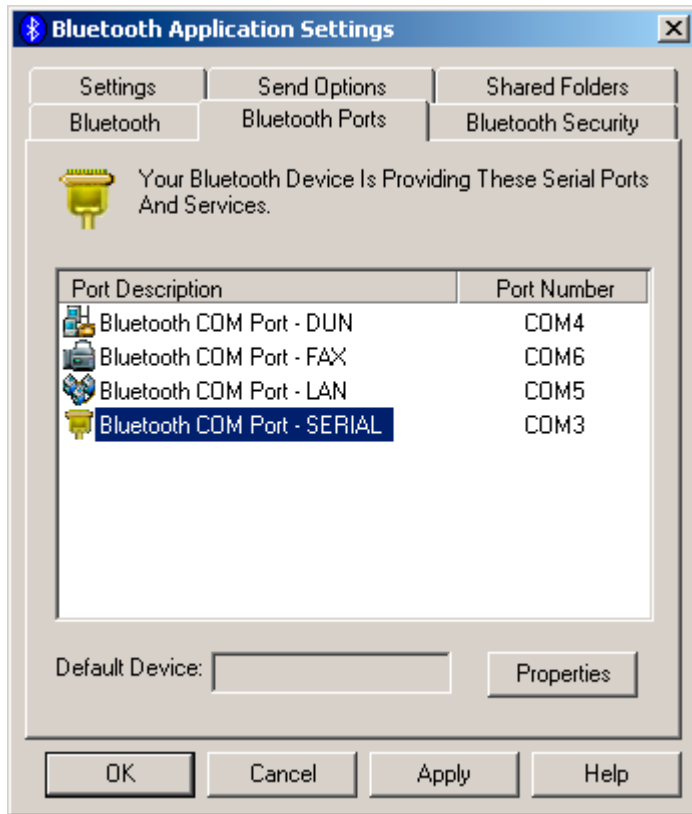 Bluetooth Application Settings
Settings Send Options Shared Folders
Bluetooth Bluetooth Ports Bluetooth Security
Your Bluetooth Device Is Providing These Serial Ports
And Services.
Port Description Port Number
Bluetooth COM Port - DUN COM4
Bluetooth COM Port - FAX COM6
Bluetooth COM Port - LAN COM5
Bluetooth COM Port - SERIAL COM3
Default Device: Properties
OK Cancel Apply Help